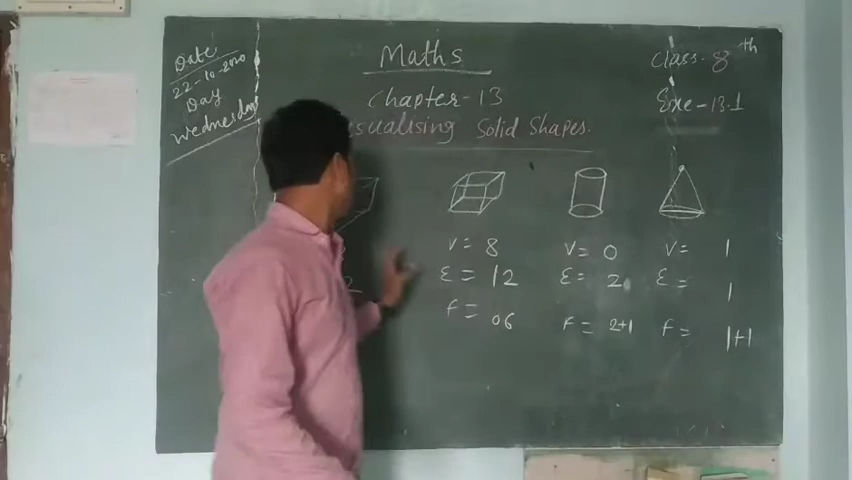 Date
22-10-2020
Day
Wednesday
Maths
Class-8th
Chapter-13
Exe-13.1
Solid Shapes.
2
V= 8
E= 12
F= 06
V= 0
E= 2
F= 2+1
V= 1
E= 1
F= 1+1